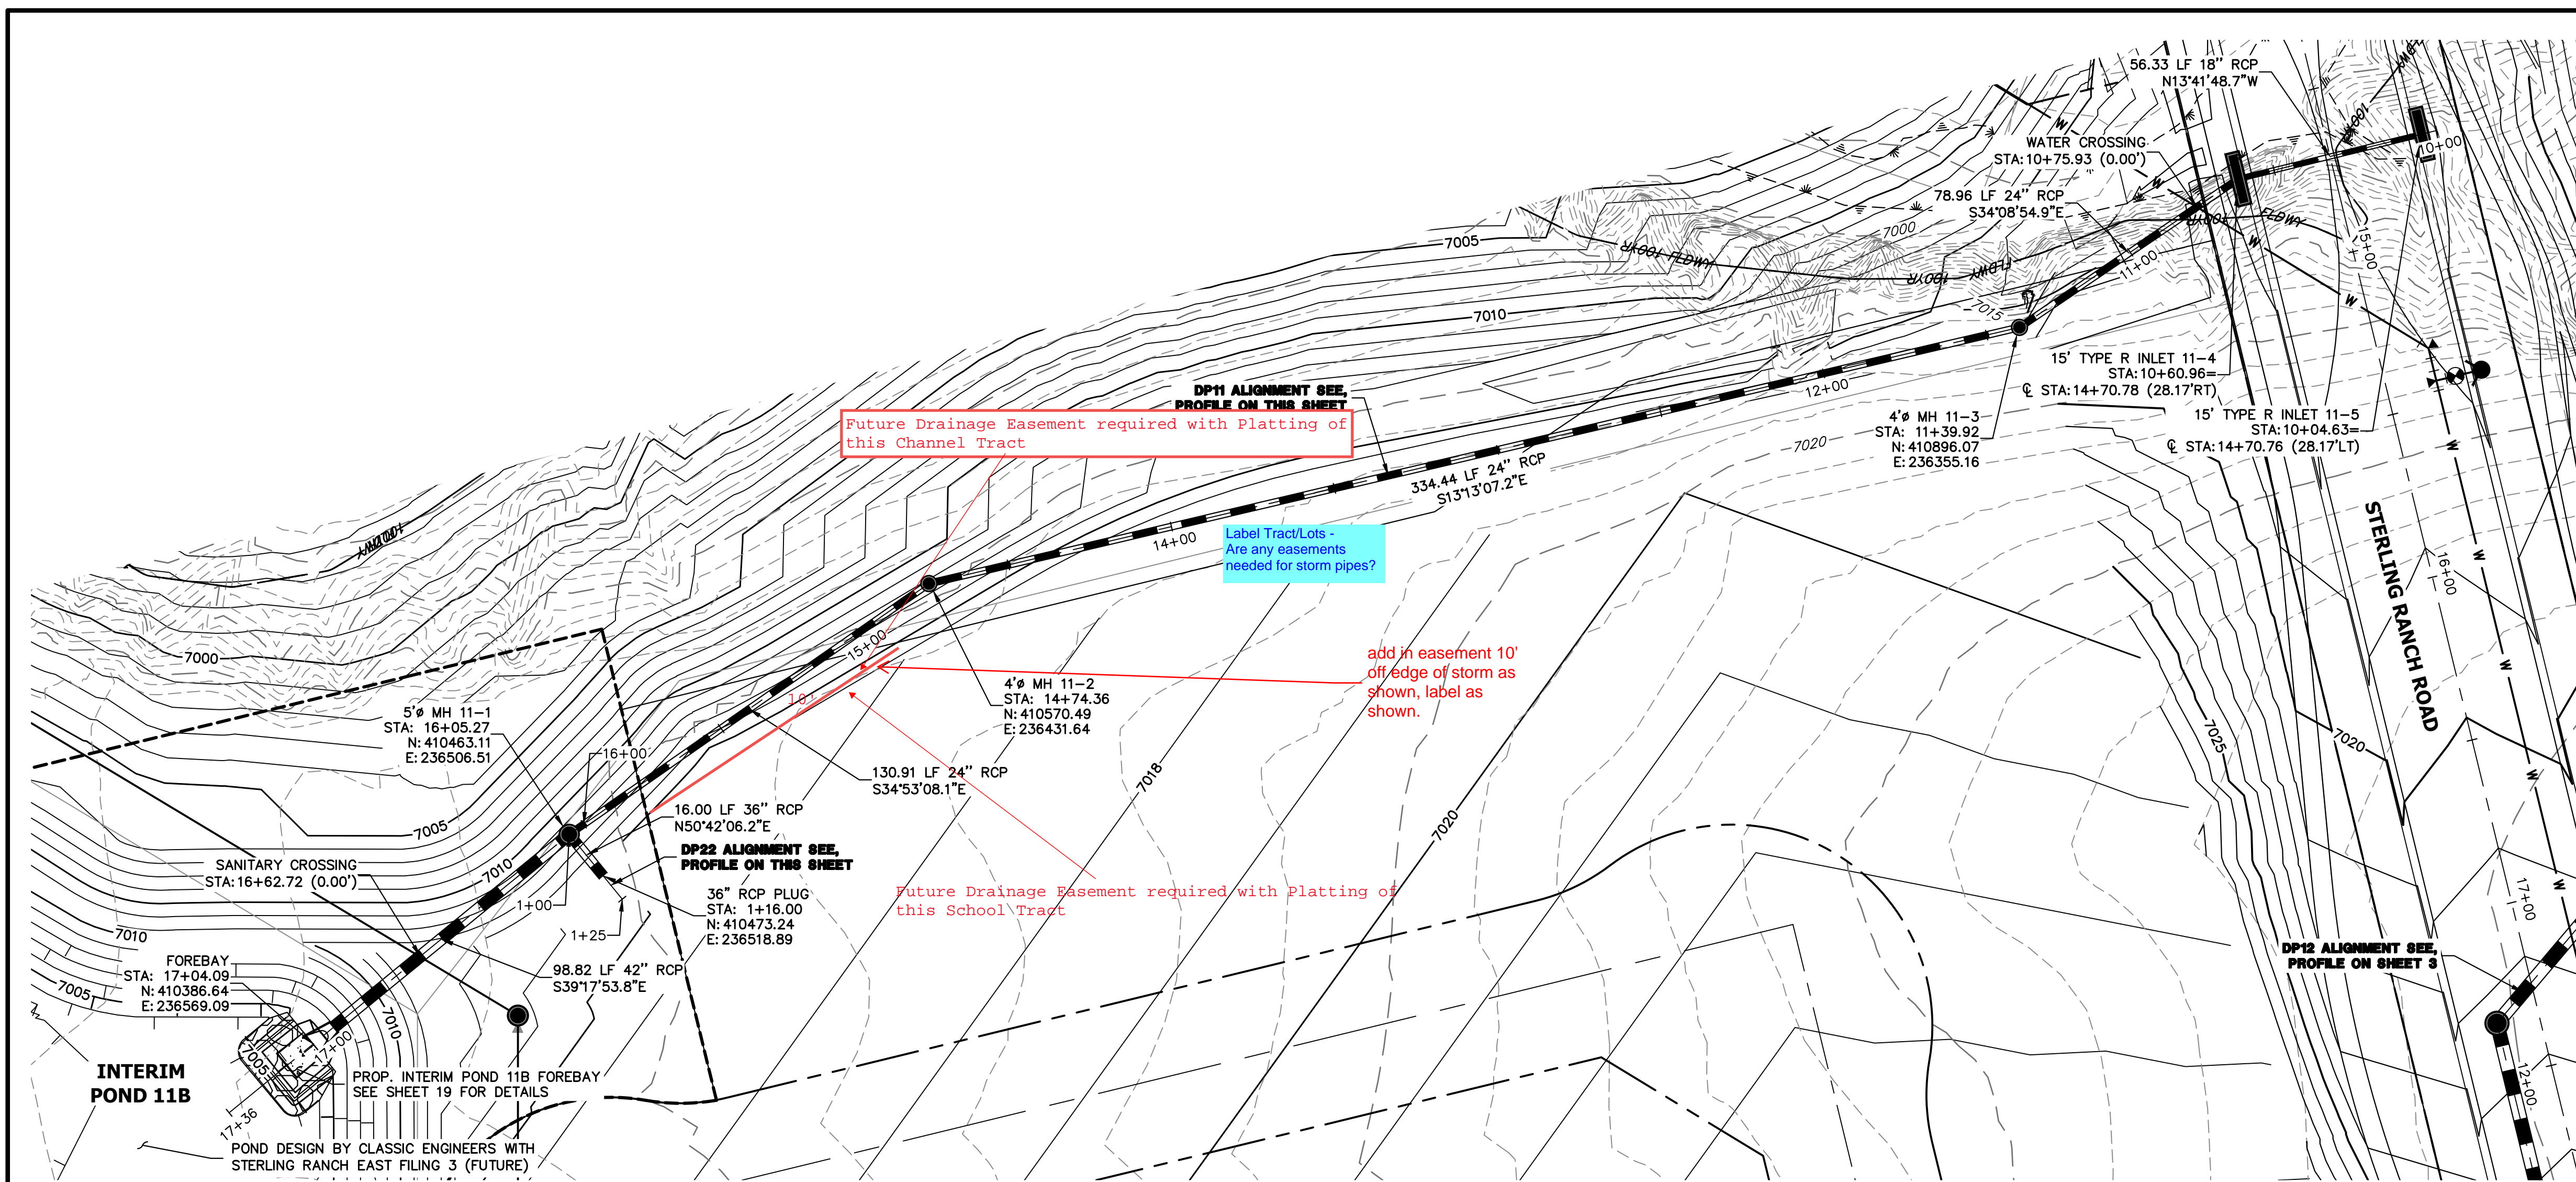 56.33 LF 18" RCP
N13°41'48.7"W
WATER CROSSING
STA:10+75.93 (0.00')
78.96 LF 24" RCP
S34°08'54.9"E
10+00
100YR
100YR FLDWY
W
W
W
W
7005
7000
100YR FLDWY
100YR FLDWY
11+00
15+00
7010
7015
15' TYPE R INLET 11-4
STA:10+60.96=
℄ STA:14+70.78 (28.17'RT)
12+00
DP11 ALIGNMENT SEE,
PROFILE ON THIS SHEET
Future Drainage Easement required with Platting of
this Channel Tract
4'ø MH 11-3
STA: 11+39.92
N: 410896.07
E: 236355.16
15' TYPE R INLET 11-5
STA:10+04.63=
℄ STA:14+70.76 (28.17'LT)
7020
W
334.44 LF 24" RCP
S13°13'07.2"E
14+00
Label Tract/Lots -
Are any easements
needed for storm pipes?
STERLING RANCH ROAD
16+00
W
W
W
W
7000
15+00
add in easement 10'
off edge of storm as
shown, label as
shown.
10'
4'ø MH 11-2
STA: 14+74.36
N: 410570.49
E: 236431.64
5'ø MH 11-1
STA: 16+05.27
N: 410463.11
E: 236506.51
16+00
7025
7020
130.91 LF 24" RCP
S34°53'08.1"E
7018
7020
16.00 LF 36" RCP
N50°42'06.2"E
7005
DP22 ALIGNMENT SEE,
PROFILE ON THIS SHEET
SANITARY CROSSING
STA:16+62.72 (0.00')
7010
36" RCP PLUG
STA: 1+16.00
N: 410473.24
E: 236518.89
Future Drainage Easement required with Platting of
this School Tract
1+00
17+00
7010
1+25
DP12 ALIGNMENT SEE,
PROFILE ON SHEET 3
FOREBAY
STA: 17+04.09
N: 410386.64
E: 236569.09
98.82 LF 42" RCP
S39°17'53.8"E
7005
7010
17+00
7005
INTERIM
POND 11B
PROP. INTERIM POND 11B FOREBAY
SEE SHEET 19 FOR DETAILS
12+00
17+36
POND DESIGN BY CLASSIC ENGINEERS WITH
STERLING RANCH EAST FILING 3 (FUTURE)